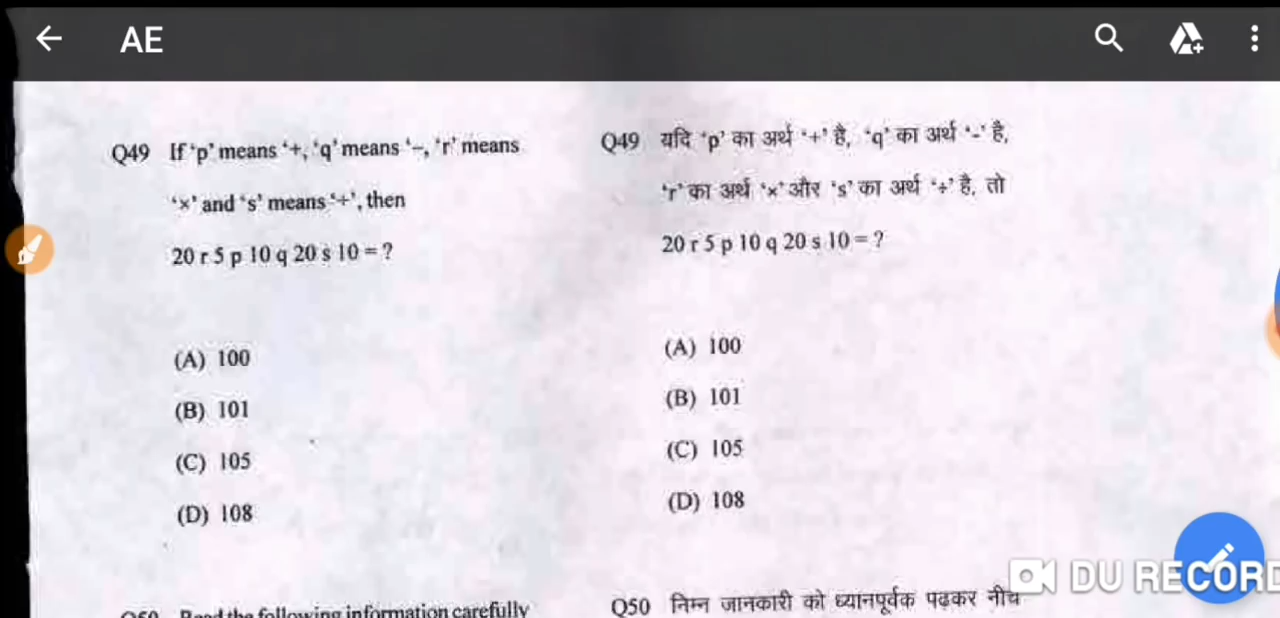 AE
Q49 If 'p' means '+, 'q' means '−, 'r' means
'×' and 's' means '÷', then
20 r 5 p 10 q 20 s 10 = ?
(A) 100
(B) 101
(C) 105
(D) 108
Q50 Read the following information carefully
Q49 यदि 'p' का अर्थ '+' है, 'q' का अर्थ '-' है,
'r' का अर्थ '×' और 's' का अर्थ '÷' है, तो
20 r 5 p 10 q 20 s 10 = ?
(A) 100
(B) 101
(C) 105
(D) 108
Q50 निम्न जानकारी को ध्यानपूर्वक पढ़कर नीचे
DU RECORD